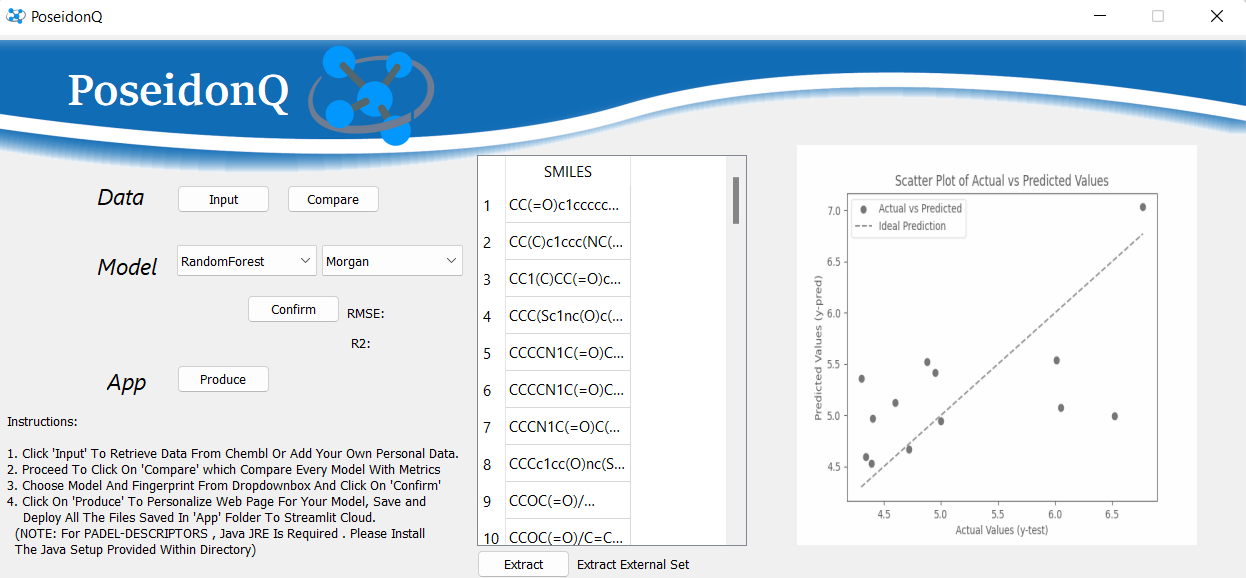 PoseidonQ
PoseidonQ
Data
Input
Compare
Model
RandomForest
Morgan
Confirm
RMSE:
R2:
App
Produce
Instructions:
1. Click 'Input' To Retrieve Data From Chembl Or Add Your Own Personal Data.
2. Proceed To Click On 'Compare' which Compare Every Model With Metrics
3. Choose Model And Fingerprint From Dropdownbox And Click On 'Confirm'
4. Click On 'Produce' To Personalize Web Page For Your Model, Save and
Deploy All The Files Saved In 'App' Folder To Streamlit Cloud.
(NOTE: For PADEL-DESCRIPTORS , Java JRE Is Required . Please Install
The Java Setup Provided Within Directory)
SMILES
1 CC(=O)c1ccccc...
2 CC(C)c1ccc(NC(...
3 CC1(C)CC(=O)c...
4 CCC(Sc1nc(O)c(...
5 CCCCN1C(=O)C...
6 CCCCN1C(=O)C...
7 CCCN1C(=O)C(...
8 CCCc1cc(O)nc(S...
9 CCOC(=O)/...
10 CCOC(=O)/C=C...
Extract
Extract External Set
Scatter Plot of Actual vs Predicted Values
Actual vs Predicted
Ideal Prediction
Predicted Values (y-pred)
7.0
6.5
6.0
5.5
5.0
4.5
4.5 5.0 5.5 6.0 6.5
Actual Values (y-test)